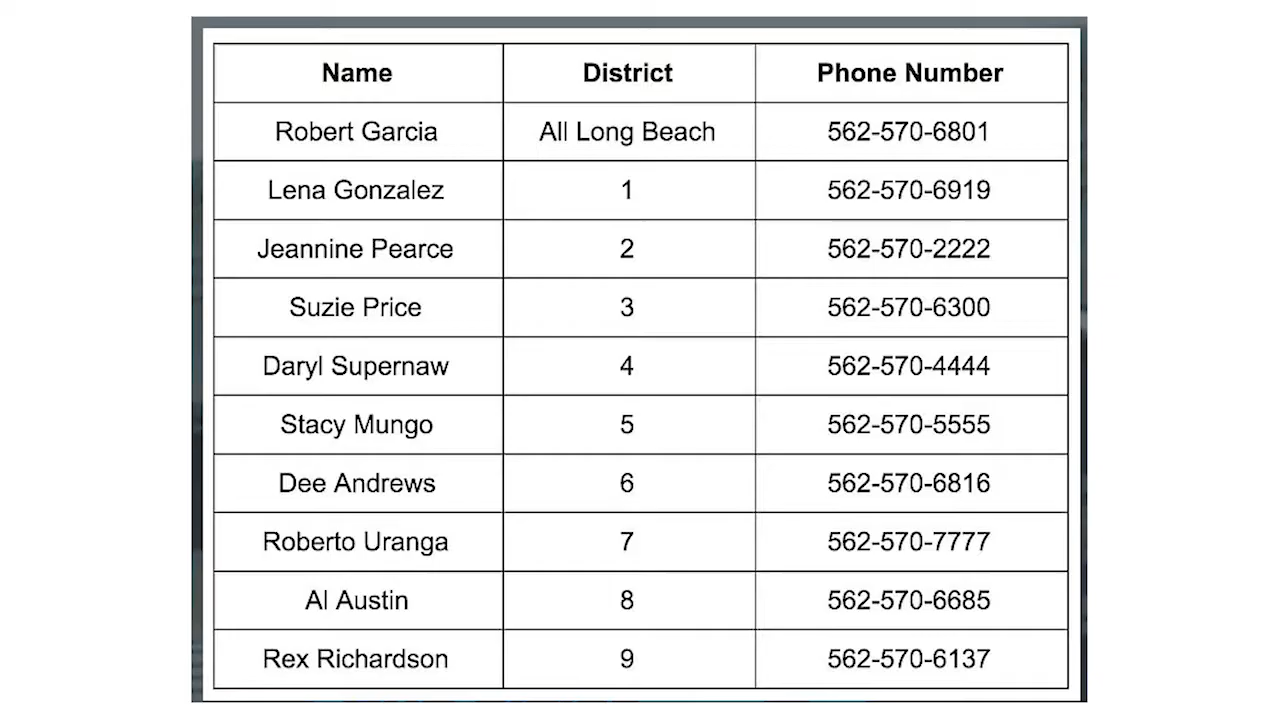 Name District Phone Number
Robert Garcia All Long Beach 562-570-6801
Lena Gonzalez 1 562-570-6919
Jeannine Pearce 2 562-570-2222
Suzie Price 3 562-570-6300
Daryl Supernaw 4 562-570-4444
Stacy Mungo 5 562-570-5555
Dee Andrews 6 562-570-6816
Roberto Uranga 7 562-570-7777
Al Austin 8 562-570-6685
Rex Richardson 9 562-570-6137